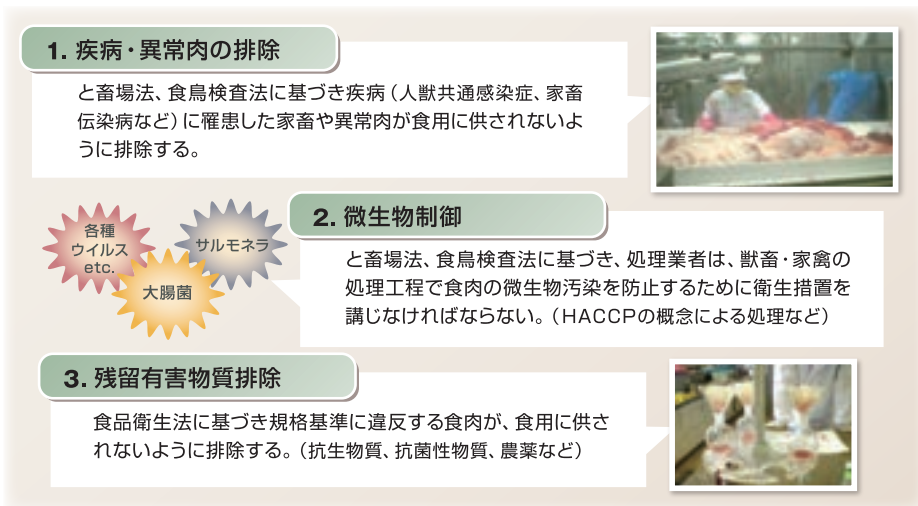 1. 疾病・異常肉の排除
と畜場法、食鳥検査法に基づき疾病（人獣共通感染症、家畜
伝染病など）に罹患した家畜や異常肉が食用に供されないよ
うに排除する。
各種
ウイルス
etc.
サルモネラ
大腸菌
2. 微生物制御
と畜場法、食鳥検査法に基づき、処理業者は、獣畜・家禽の
処理工程で食肉の微生物汚染を防止するために衛生措置を
講じなければならない。（HACCPの概念による処理など）
3. 残留有害物質排除
食品衛生法に基づき規格基準に違反する食肉が、食用に供さ
れないように排除する。（抗生物質、抗菌性物質、農薬など）